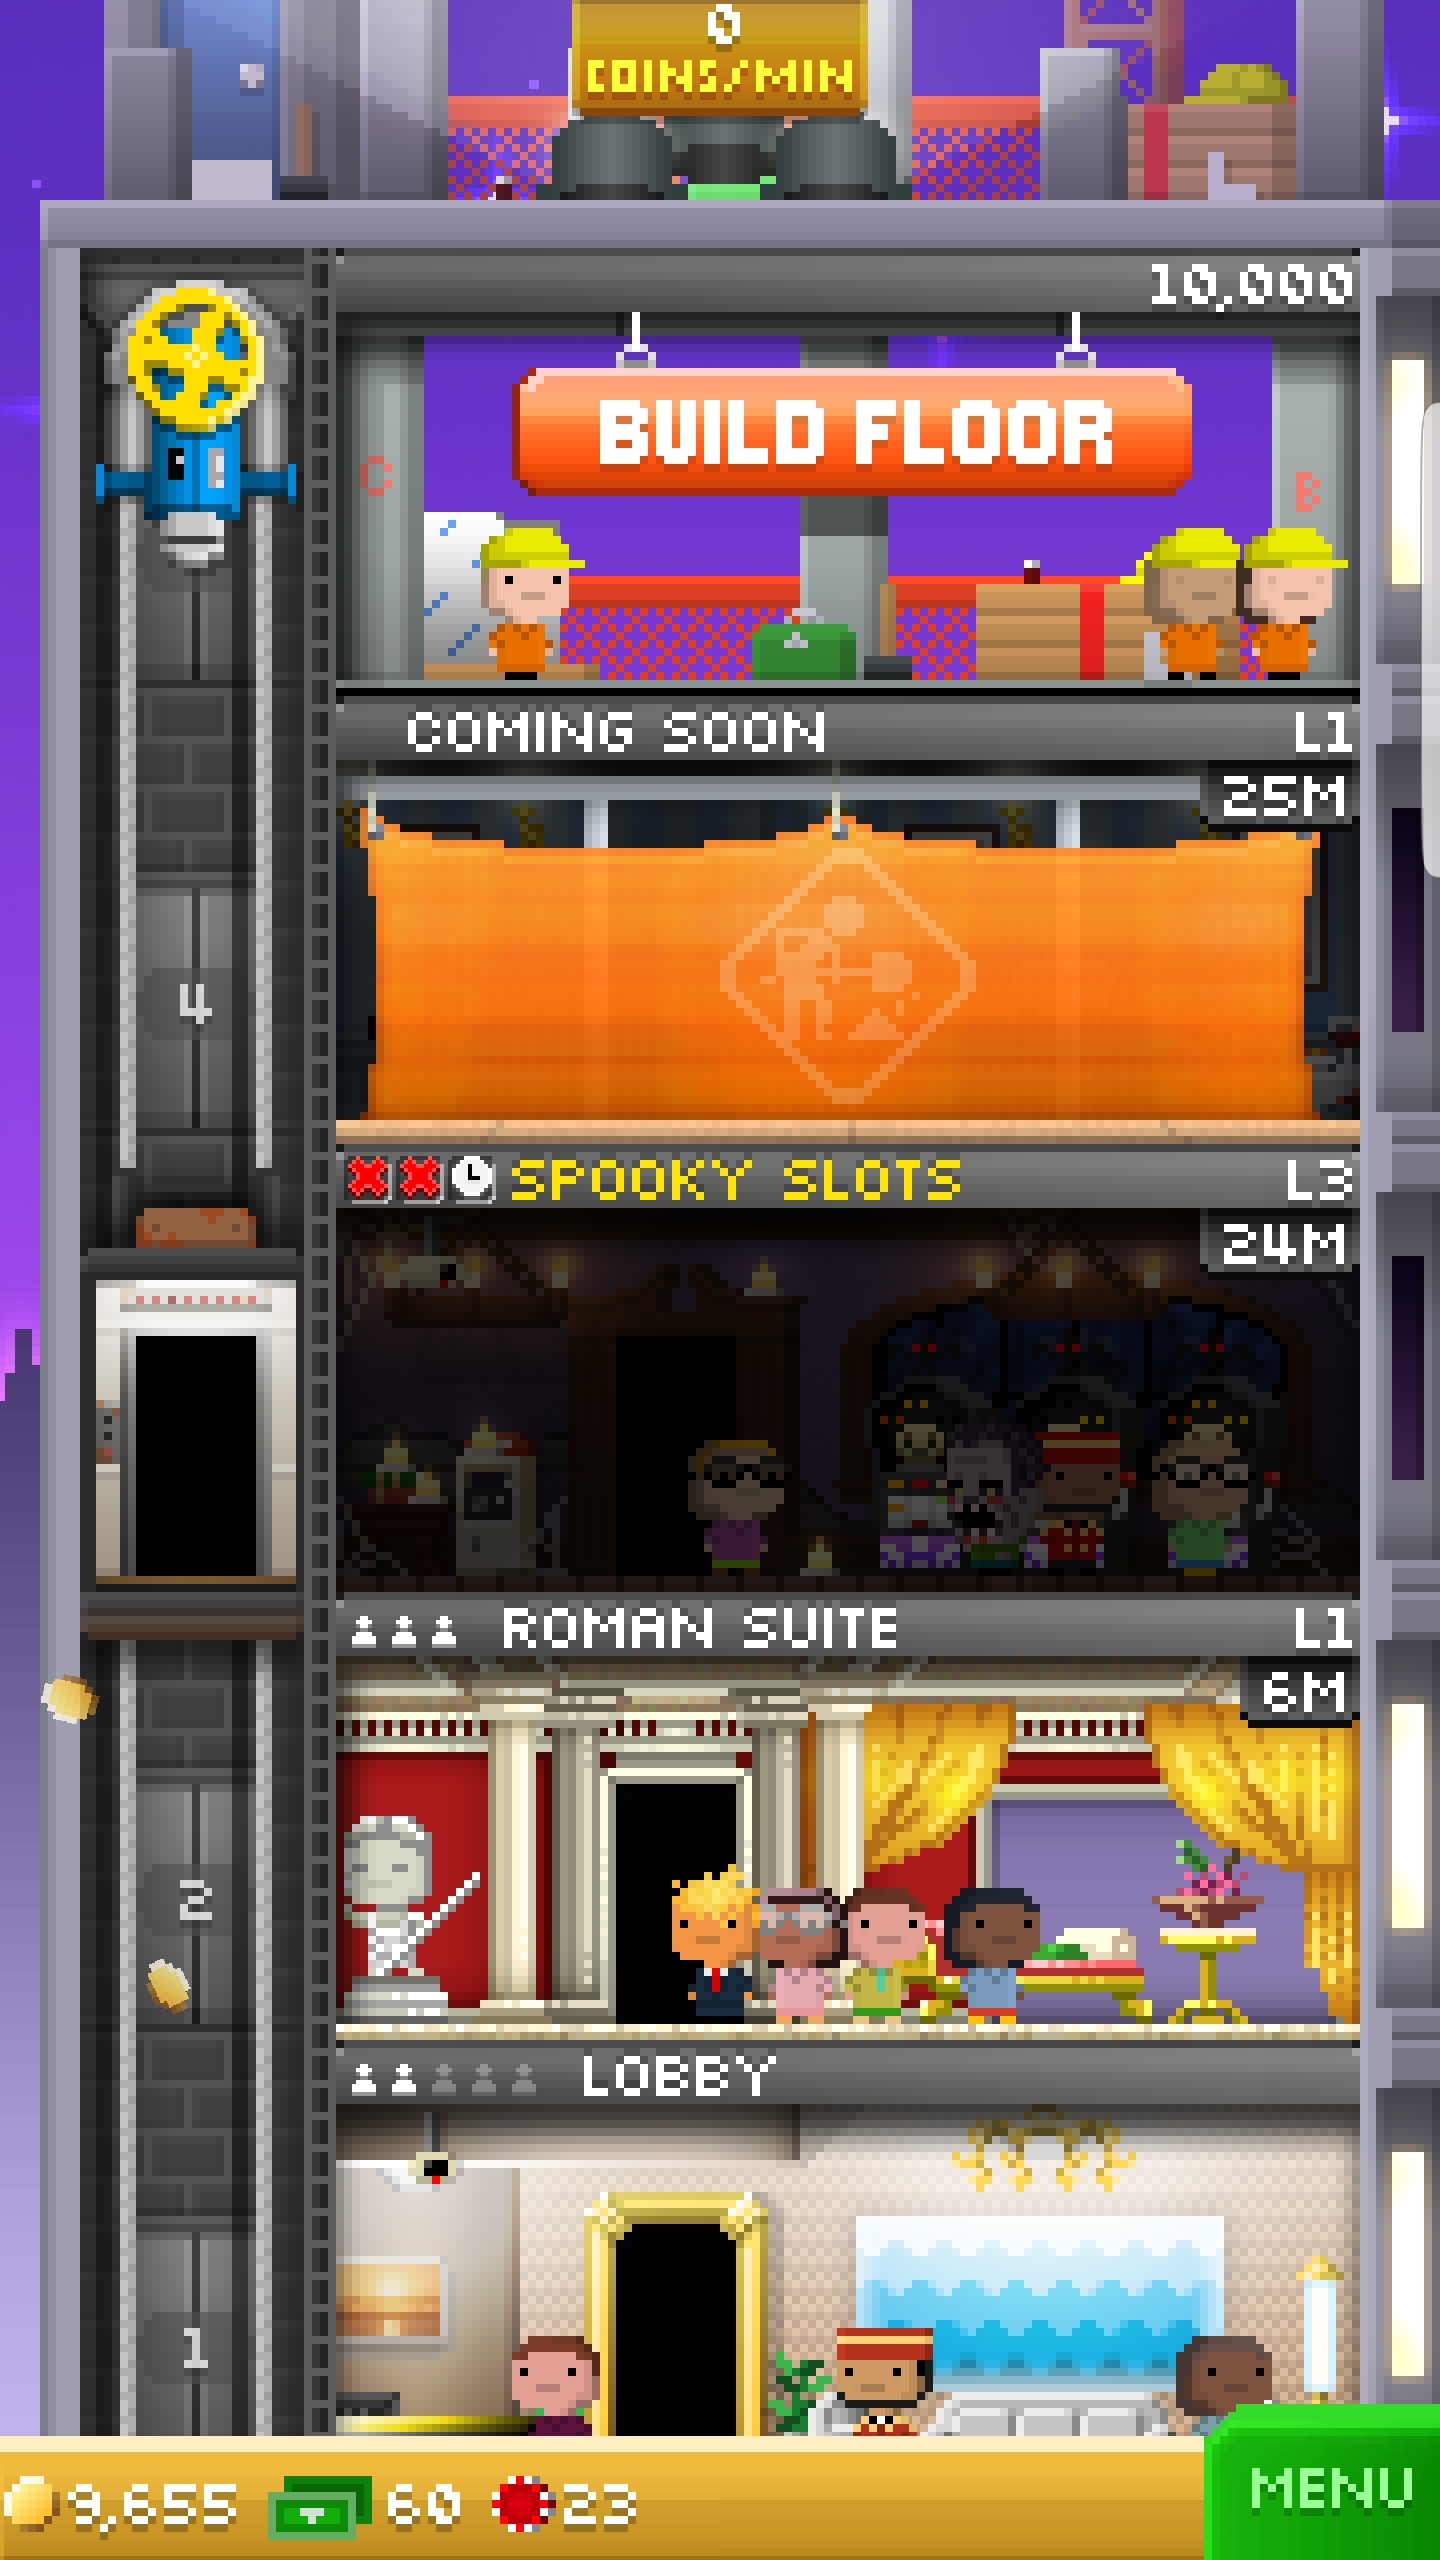 0
COINS/MIN
10,000
BUILD FLOOR
C
B
COMING SOON L1
25M
4
SPOOKY SLOTS L3
24M
ROMAN SUITE L1
6M
2
LOBBY
1
9,655 60 23
MENU